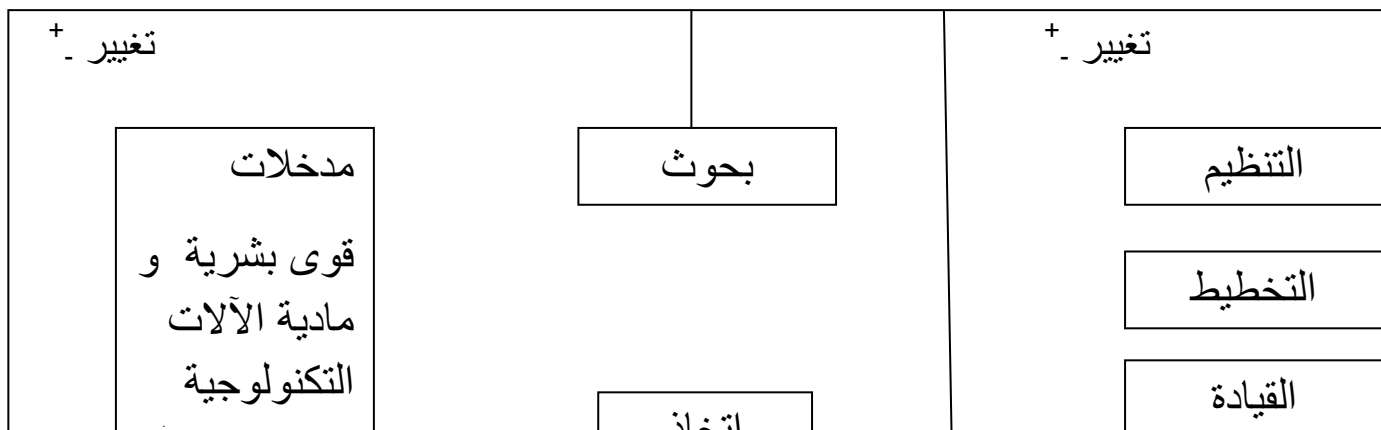 تغيير +-
تغيير +-
التنظيم
بحوث
مدخلات
التخطيط
قوى بشرية و
مادية الآلات
القيادة
التكنولوجية